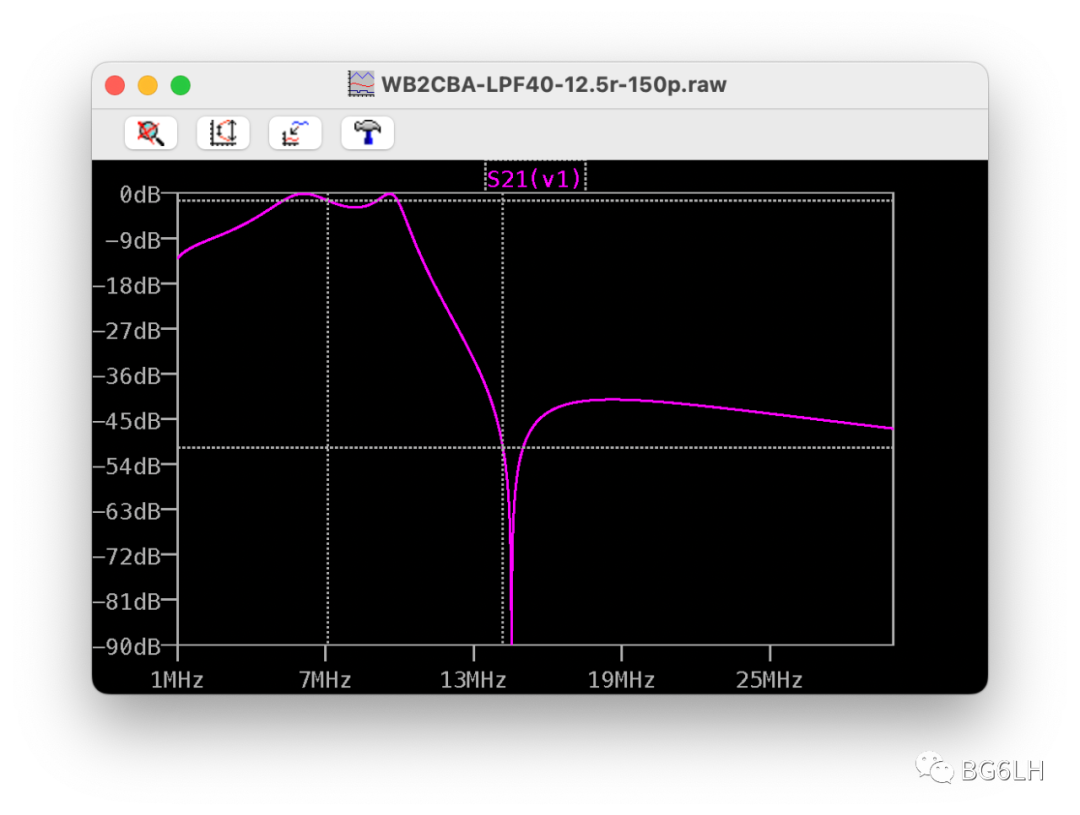 WB2CBA-LPF40-12.5r-150p.raw
S21(v1)
0dB
-9dB
-18dB
-27dB
-36dB
-45dB
-54dB
-63dB
-72dB
-81dB
-90dB
1MHz 7MHz 13MHz 19MHz 25MHz
BG6LH